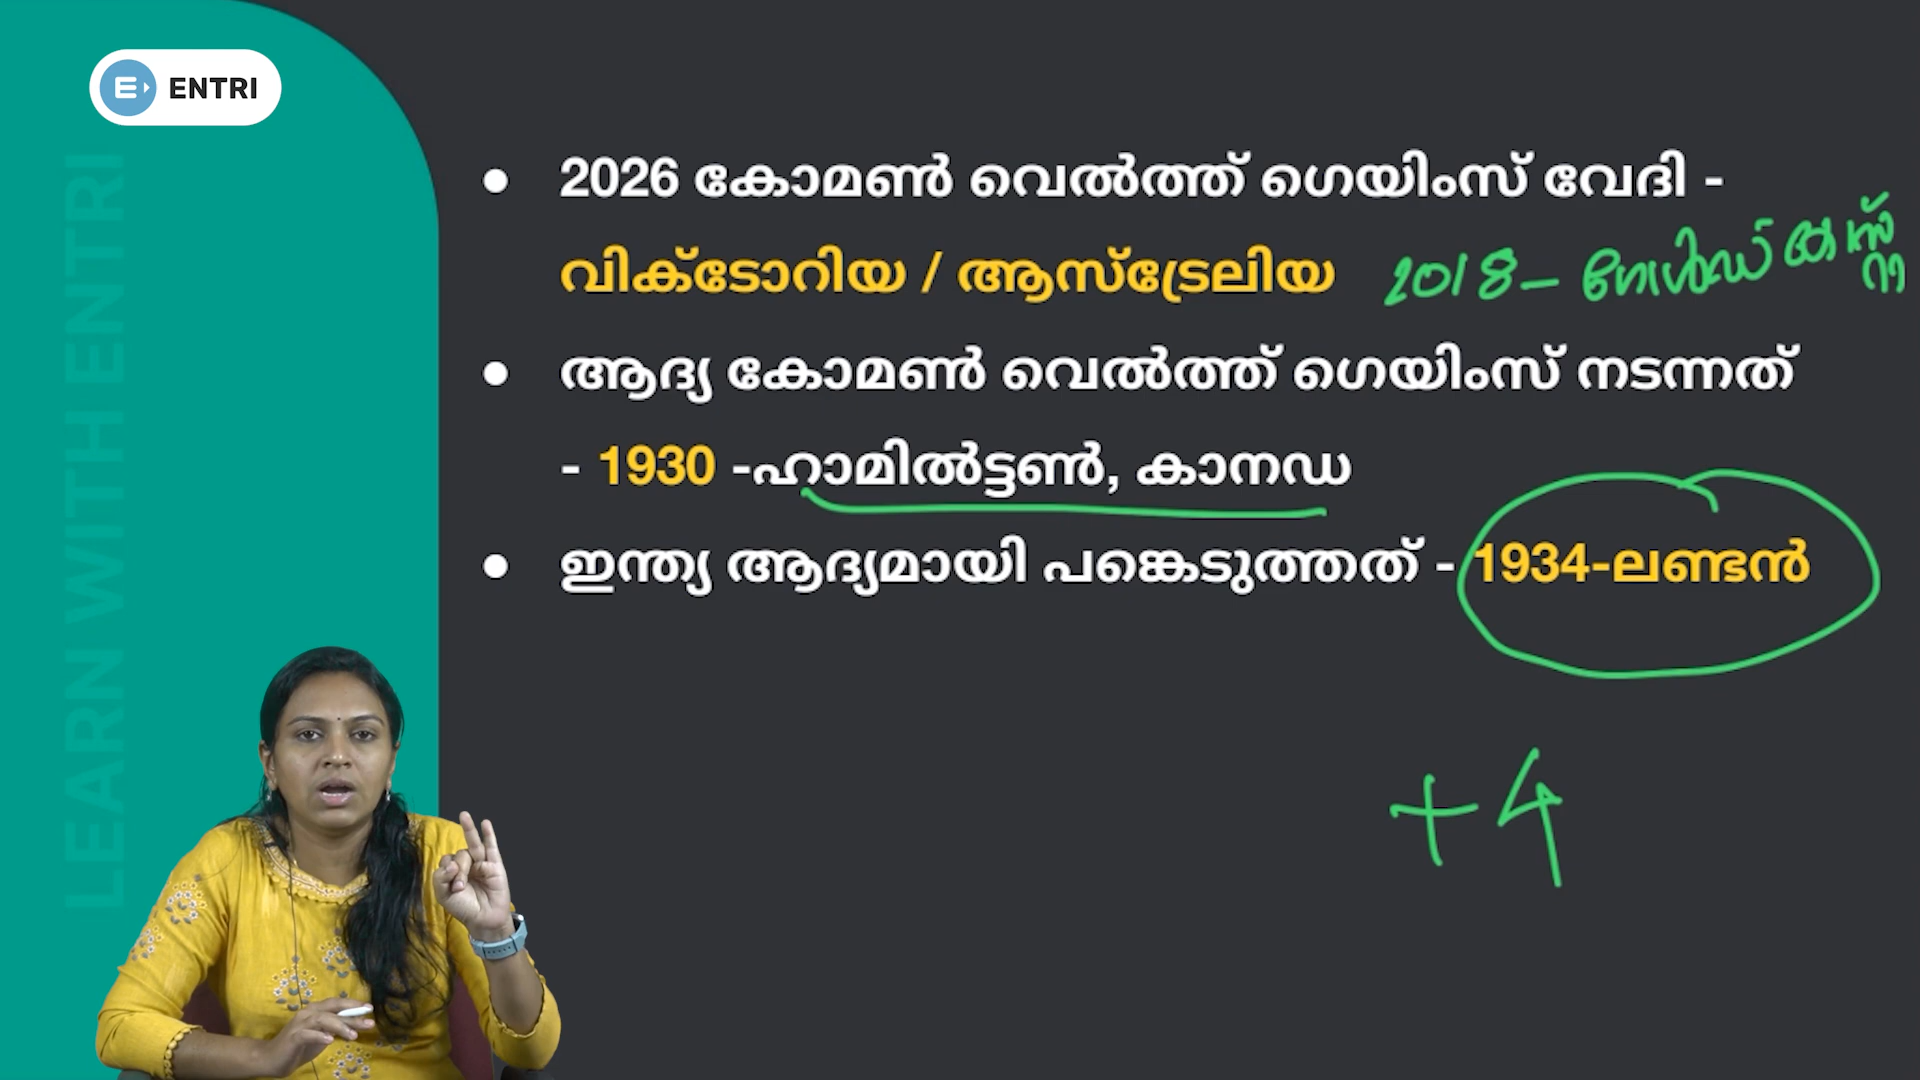 ENTRI
LEARN WITH ENTRI
• 2026 കോമൺ വെൽത്ത് ഗെയിംസ് വേദി -
വിക്ടോറിയ / ആസ്ട്രേലിയ
2018 - ഗോൾഡ് കോസ്റ്റ്
• ആദ്യ കോമൺ വെൽത്ത് ഗെയിംസ് നടന്നത്
- 1930 -ഹാമിൽട്ടൺ, കാനഡ
• ഇന്ത്യ ആദ്യമായി പങ്കെടുത്തത് - 1934-ലണ്ടൻ
+4